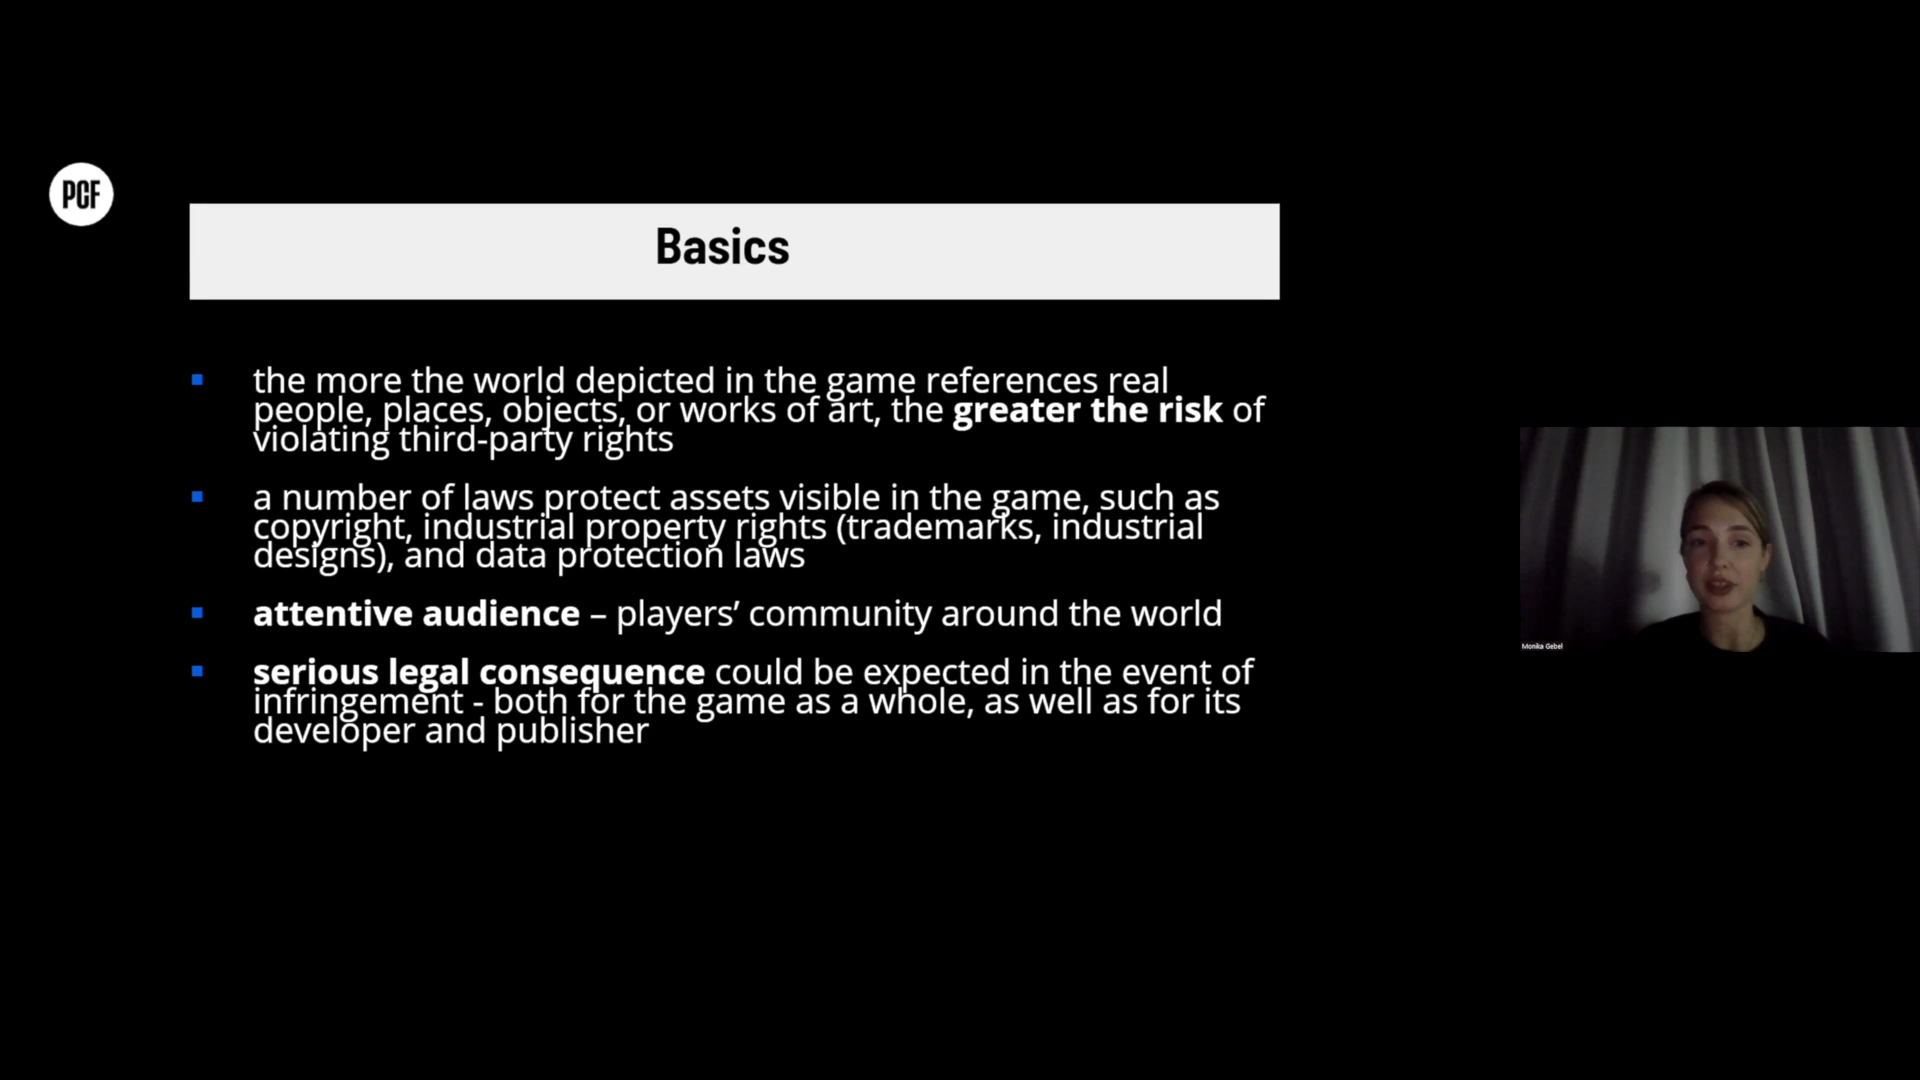 PCF
Basics
the more the world depicted in the game references real
people, places, objects, or works of art, the greater the risk of
violating third-party rights
a number of laws protect assets visible in the game, such as
copyright, industrial property rights (trademarks, industrial
designs), and data protection laws
attentive audience – players’ community around the world
serious legal consequence could be expected in the event of
infringement - both for the game as a whole, as well as for its
developer and publisher
Monika Gebel